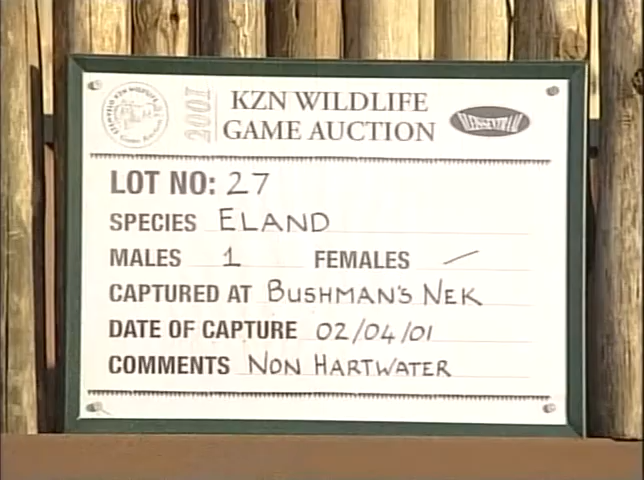 2001
KZN WILDLIFE
GAME AUCTION
LOT NO: 27
SPECIES ELAND
MALES 1 FEMALES –
CAPTURED AT BUSHMAN'S NEK
DATE OF CAPTURE 02/04/01
COMMENTS NON HARTWATER